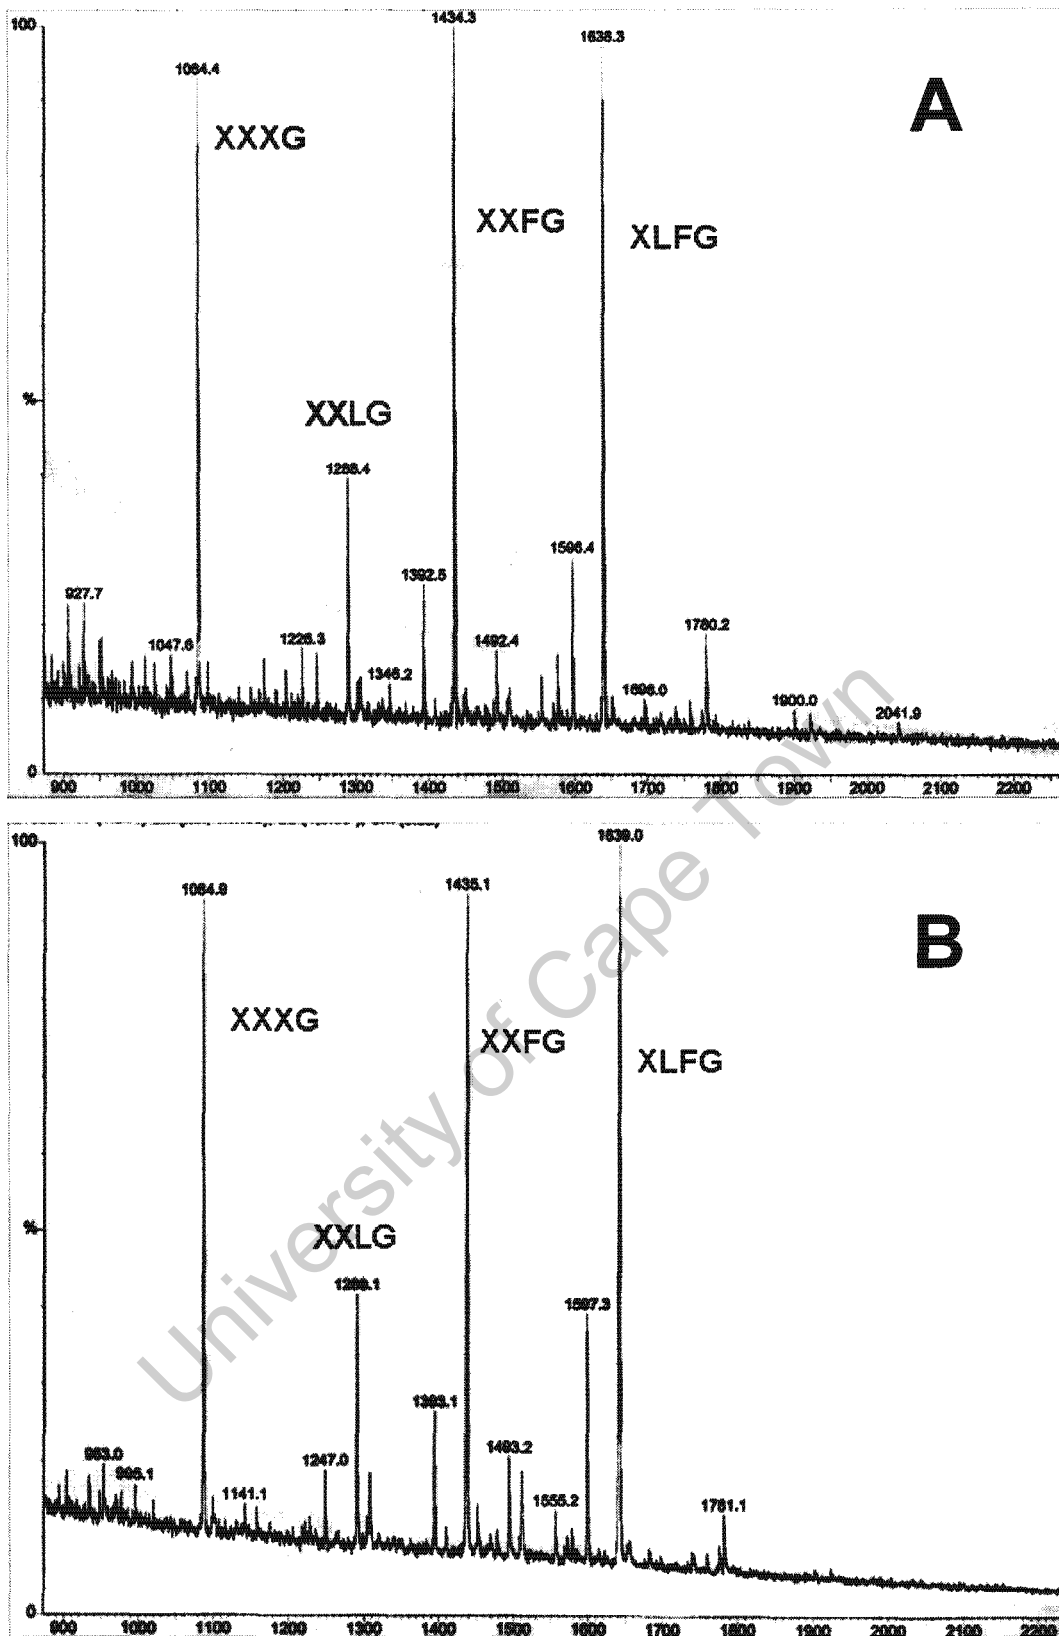 100
1434.3
1638.3
1084.4
A
XXXG
XXFG
XLFG
XXLG
%
1288.4
1596.4
1392.5
927.7
1780.2
1047.6
1226.3
1492.4
1346.2
1696.0
1900.0
2041.9
0
900 1000 1100 1200 1300 1400 1500 1600 1700 1800 1900 2000 2100 2200
100
1639.0
1084.9
1435.1
B
XXXG
XXFG
XLFG
%
XXLG
1289.1
1597.3
1393.1
963.0
995.1
1247.0
1493.2
1141.1
1555.2
1781.1
0
900 1000 1100 1200 1300 1400 1500 1600 1700 1800 1900 2000 2100 2200
University of Cape Town